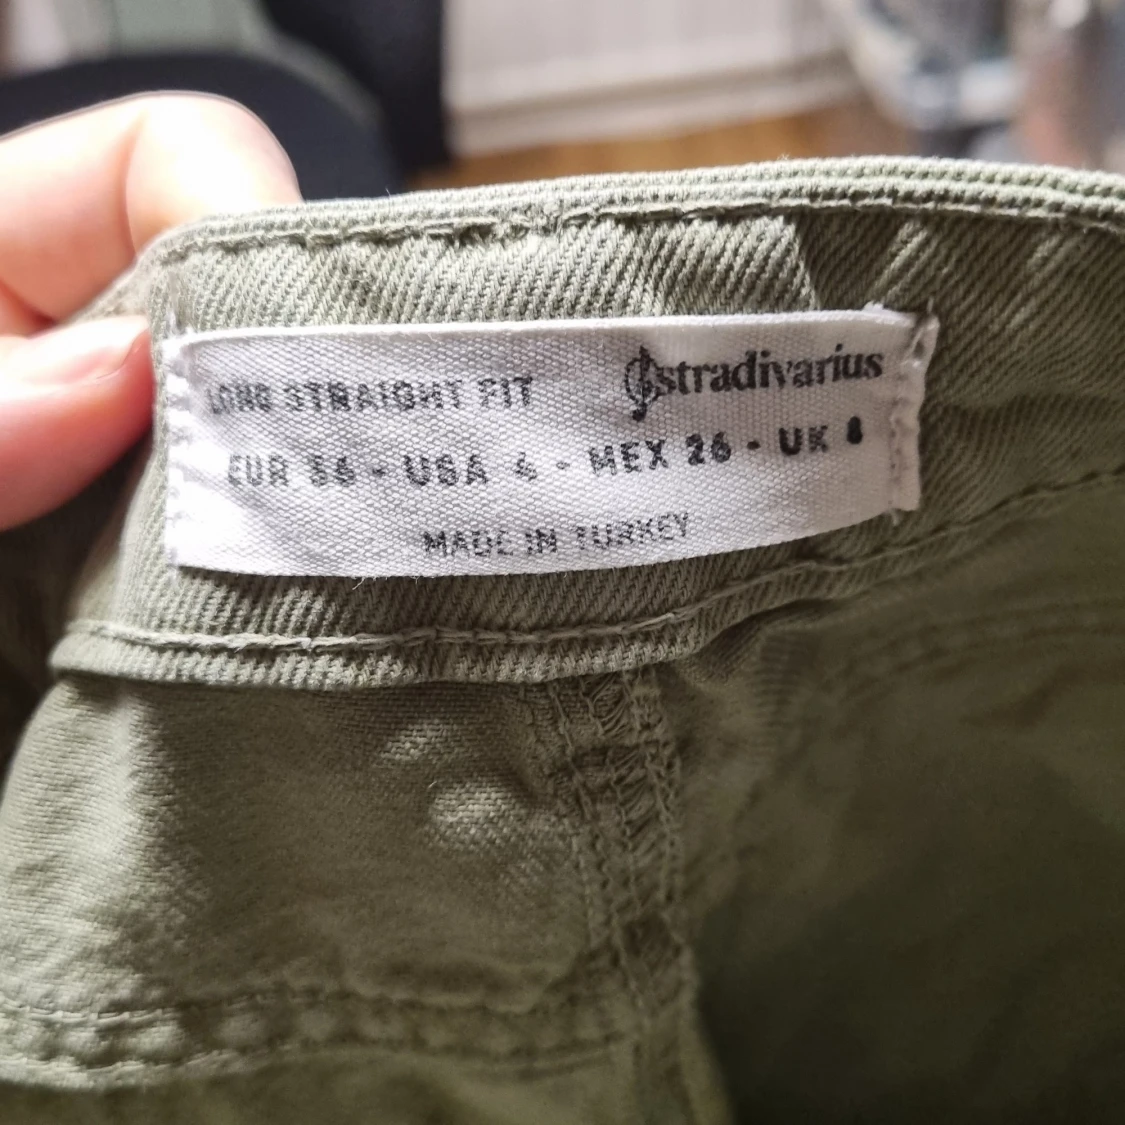 LONG STRAIGHT FIT stradivarius
EUR 36 - USA 4 - MEX 26 - UK 8
MADE IN TURKEY